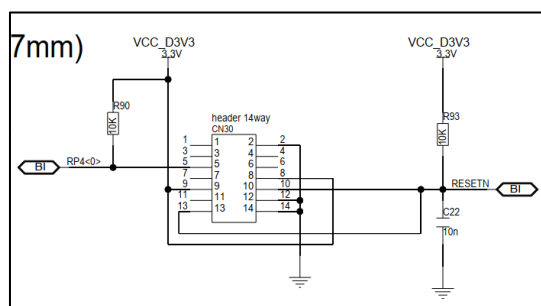 7mm)
VCC_D3V3
3.3V
VCC_D3V3
3.3V
R90
10K
header 14way
CN30
R93
10K
1 1 2 2
3 3 4 4
BI RP4<0> 5 5 6 6
7 7 8 8
9 9 10 10 RESETN BI
11 11 12 12
13 13 14 14
C22
10n